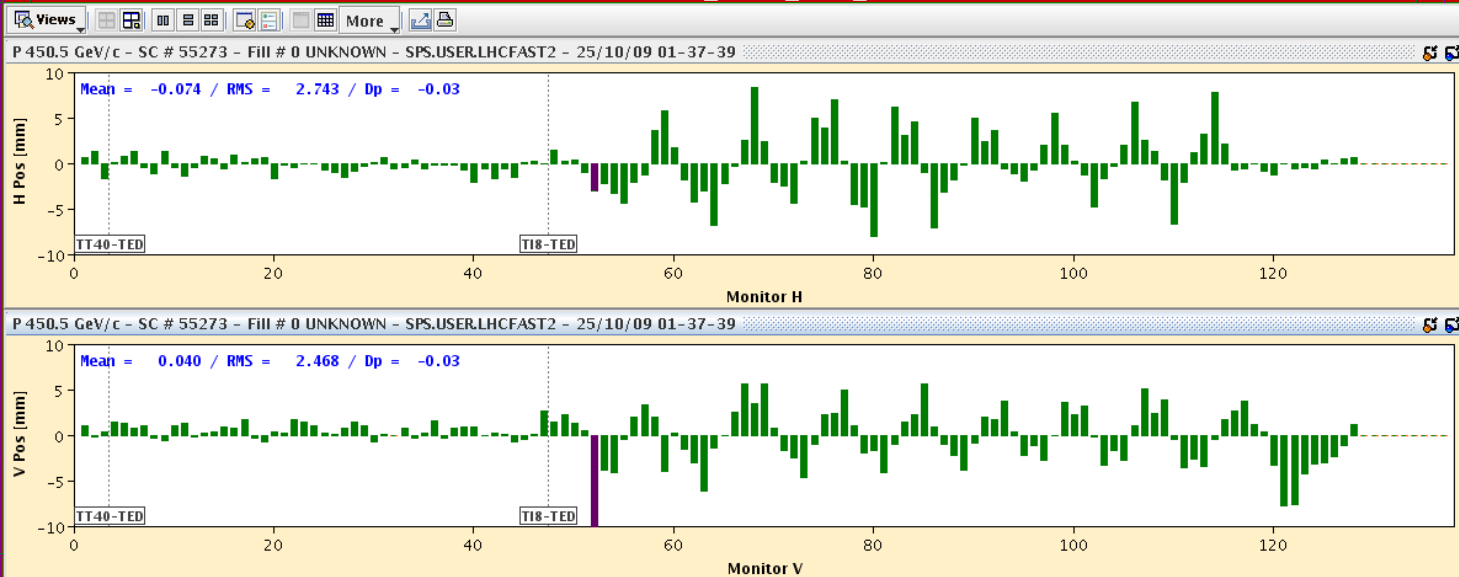 Views More
P 450.5 GeV/c - SC # 55273 - Fill # 0 UNKNOWN - SPS.USER.LHCFAST2 - 25/10/09 01-37-39
10
Mean = -0.074 / RMS = 2.743 / Dp = -0.03
5
H Pos [mm]
0
-5
TT40-TED TI8-TED
-10
0 20 40 60 80 100 120
Monitor H
P 450.5 GeV/c - SC # 55273 - Fill # 0 UNKNOWN - SPS.USER.LHCFAST2 - 25/10/09 01-37-39
10
Mean = 0.040 / RMS = 2.468 / Dp = -0.03
5
V Pos [mm]
0
-5
TT40-TED TI8-TED
-10
0 20 40 60 80 100 120
Monitor V